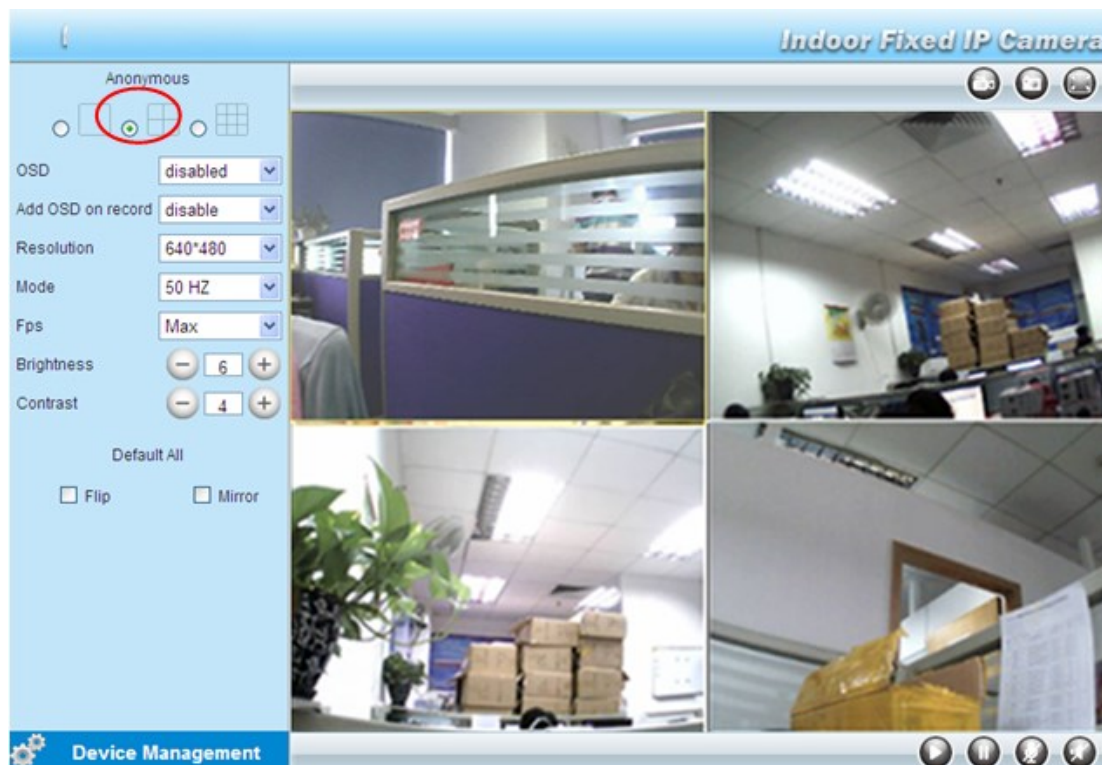 Indoor Fixed IP Camera
Anonymous
OSD disabled
Add OSD on record disable
Resolution 640*480
Mode 50 HZ
Fps Max
Brightness 6
Contrast 4
Default All
Flip Mirror
Device Management